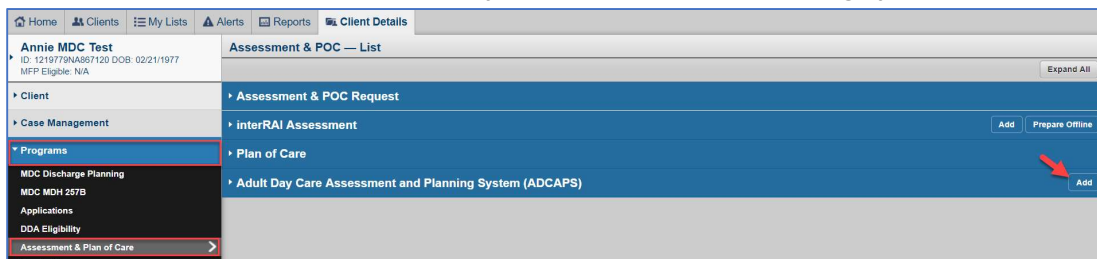 Home Clients My Lists Alerts Reports Client Details
Annie MDC Test
ID: 1219779NA867120 DOB: 02/21/1977
MFP Eligible: N/A
Assessment & POC — List
Expand All
Client
Assessment & POC Request
Case Management
interRAI Assessment Add Prepare Offline
Programs
Plan of Care
MDC Discharge Planning
MDC MDH 257B
Adult Day Care Assessment and Planning System (ADCAPS) Add
Applications
DDA Eligibility
Assessment & Plan of Care